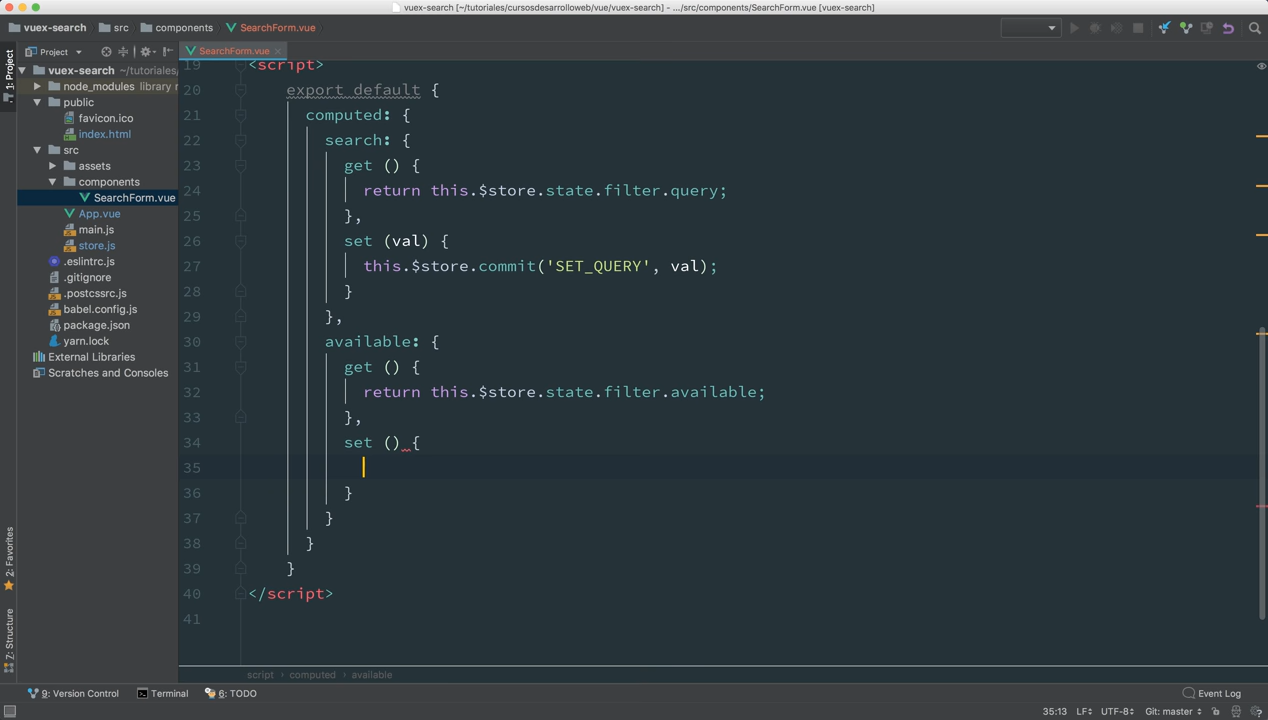 vuex-search [~/tutoriales/cursosdesarrolloweb/vue/vuex-search] - .../src/components/SearchForm.vue [vuex-search]
vuex-search src components SearchForm.vue
1: Project
Project
SearchForm.vue
vuex-search ~/tutoriales/
node_modules library r
public
favicon.ico
index.html
src
assets
components
SearchForm.vue
App.vue
main.js
store.js
.eslintrc.js
.gitignore
.postcssrc.js
babel.config.js
package.json
yarn.lock
External Libraries
Scratches and Consoles
2: Favorites
Z: Structure
19 <script>
20 export default {
21 computed: {
22 search: {
23 get () {
24 return this.$store.state.filter.query;
25 },
26 set (val) {
27 this.$store.commit('SET_QUERY', val);
28 }
29 },
30 available: {
31 get () {
32 return this.$store.state.filter.available;
33 },
34 set () {
35
36 }
37 }
38 }
39 }
40 </script>
41
script › computed › available
9: Version Control Terminal 6: TODO Event Log
35:13 LF UTF-8 Git: master